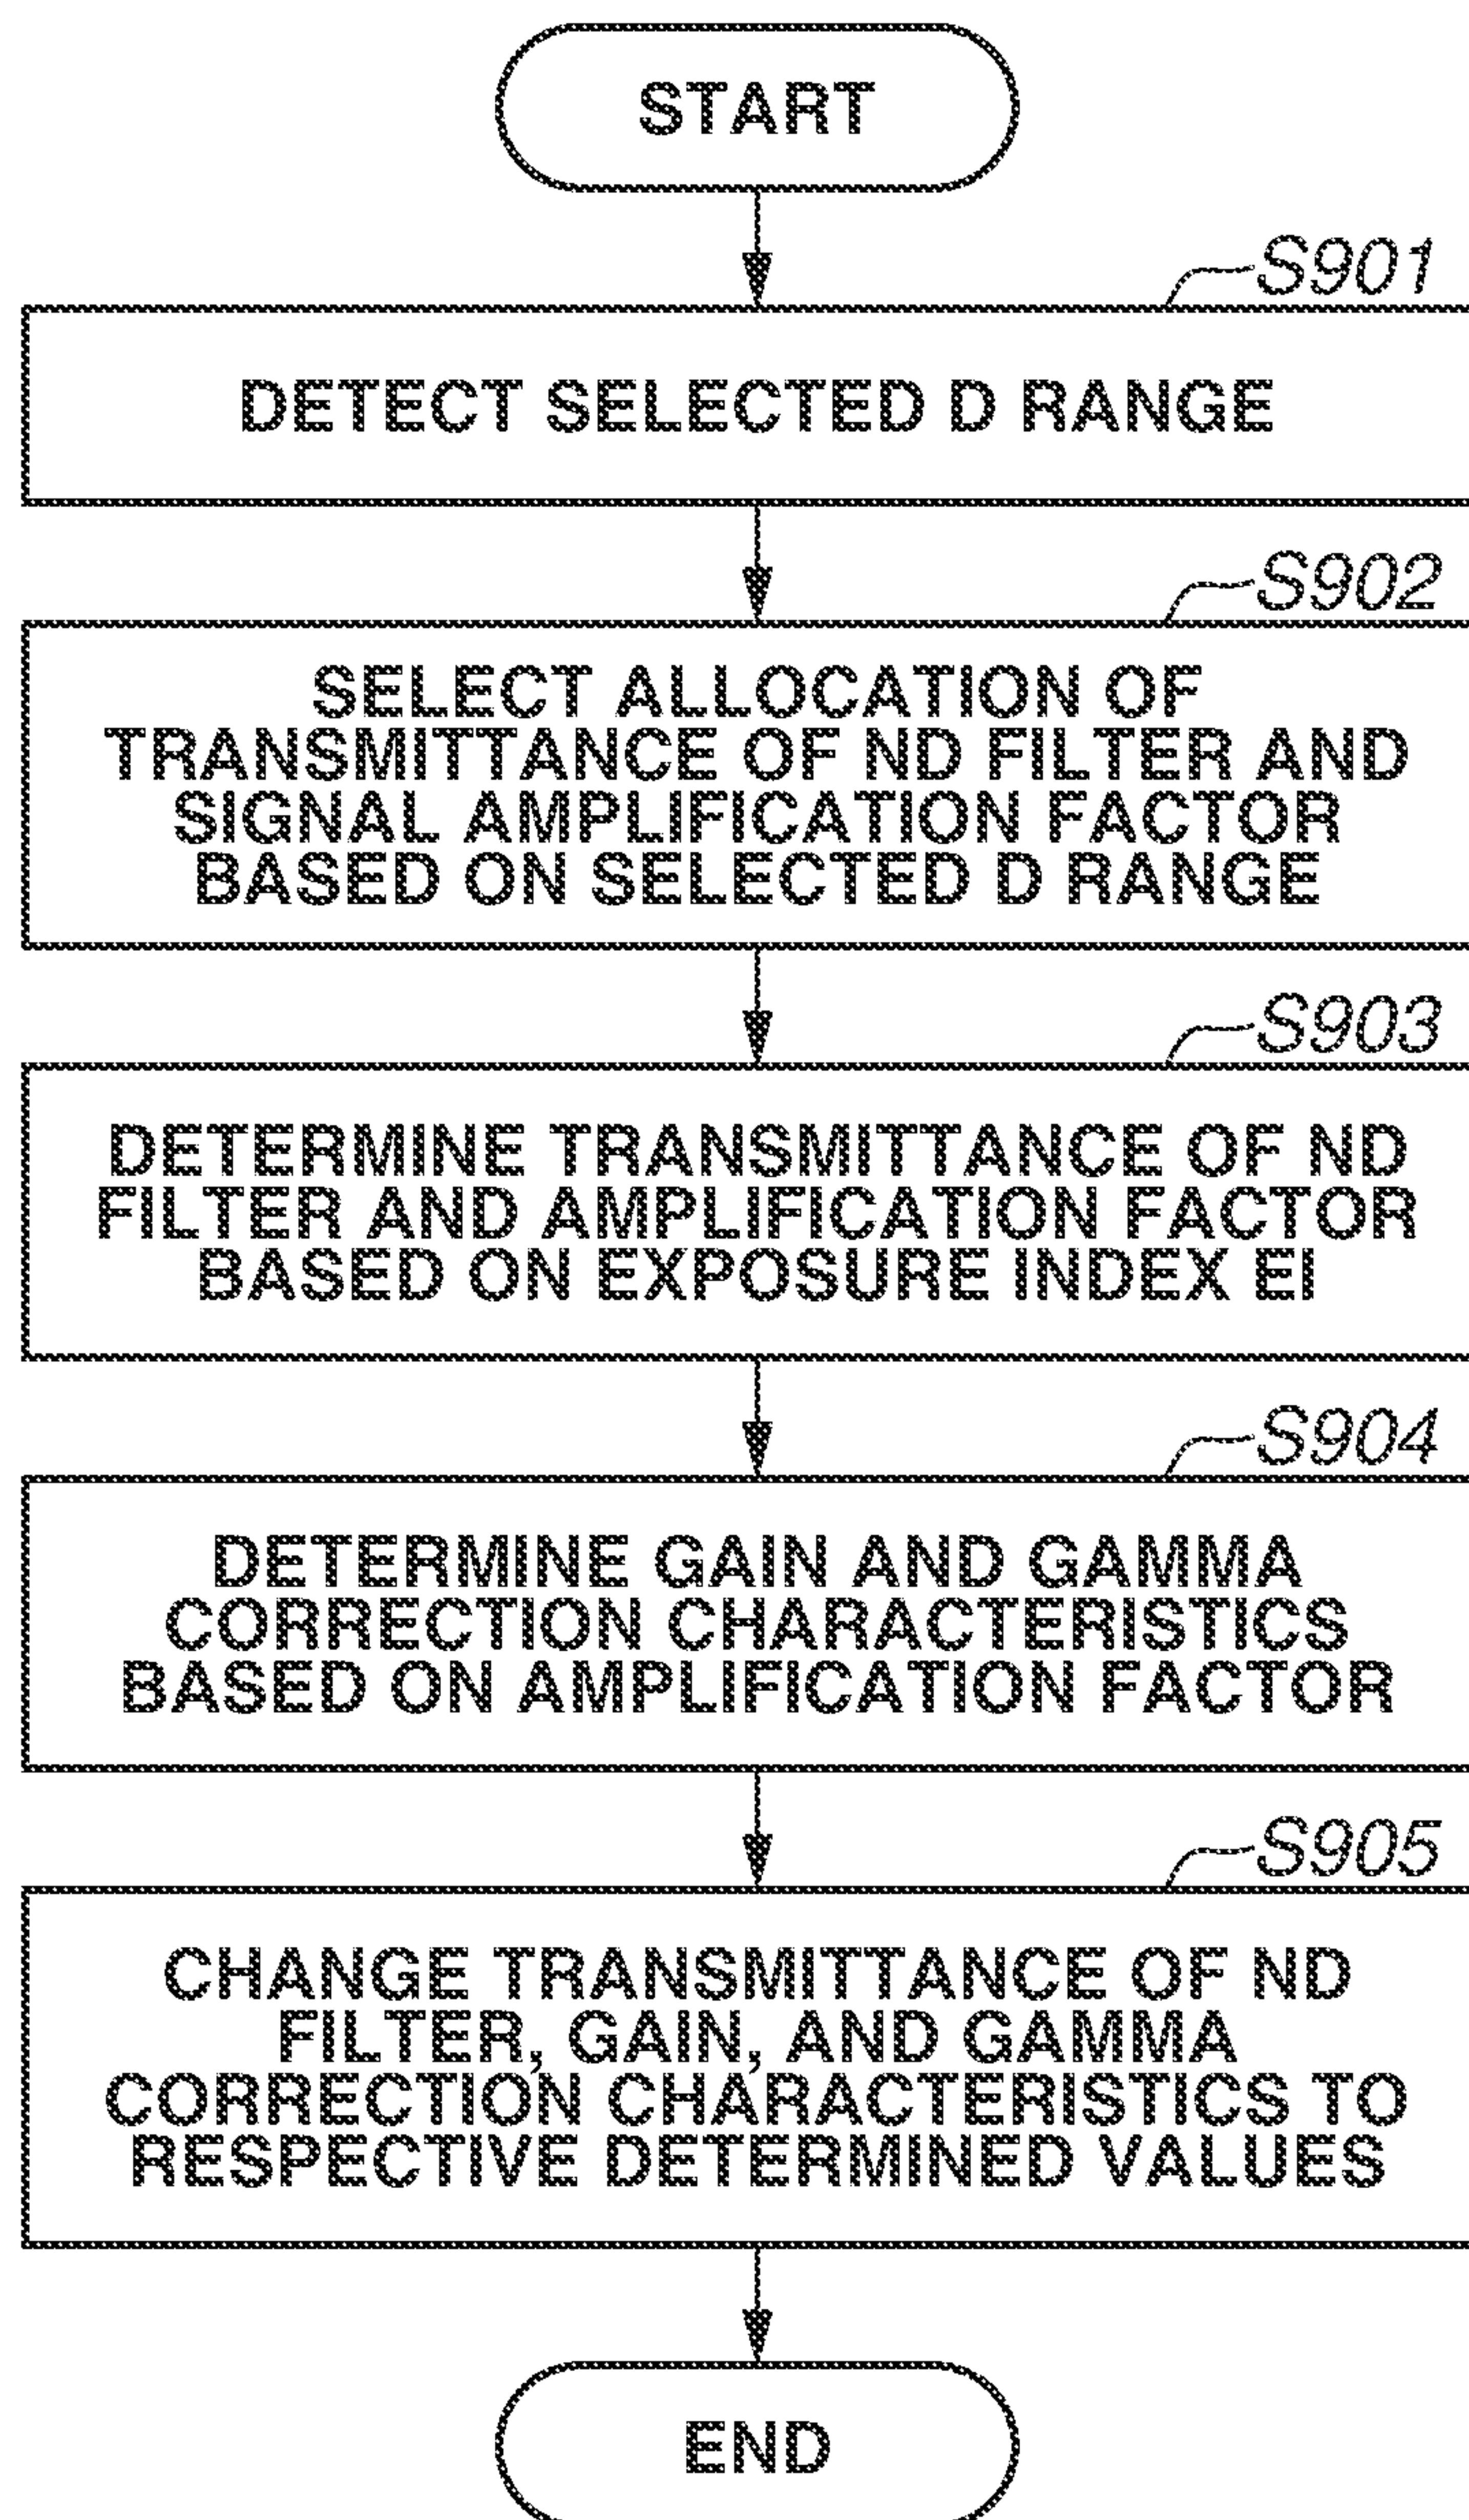 START
S901
DETECT SELECTED D RANGE
S902
SELECT ALLOCATION OF
TRANSMITTANCE OF ND FILTER AND
SIGNAL AMPLIFICATION FACTOR
BASED ON SELECTED D RANGE
S903
DETERMINE TRANSMITTANCE OF ND
FILTER AND AMPLIFICATION FACTOR
BASED ON EXPOSURE INDEX EI
S904
DETERMINE GAIN AND GAMMA
CORRECTION CHARACTERISTICS
BASED ON AMPLIFICATION FACTOR
S905
CHANGE TRANSMITTANCE OF ND
FILTER, GAIN, AND GAMMA
CORRECTION CHARACTERISTICS TO
RESPECTIVE DETERMINED VALUES
END